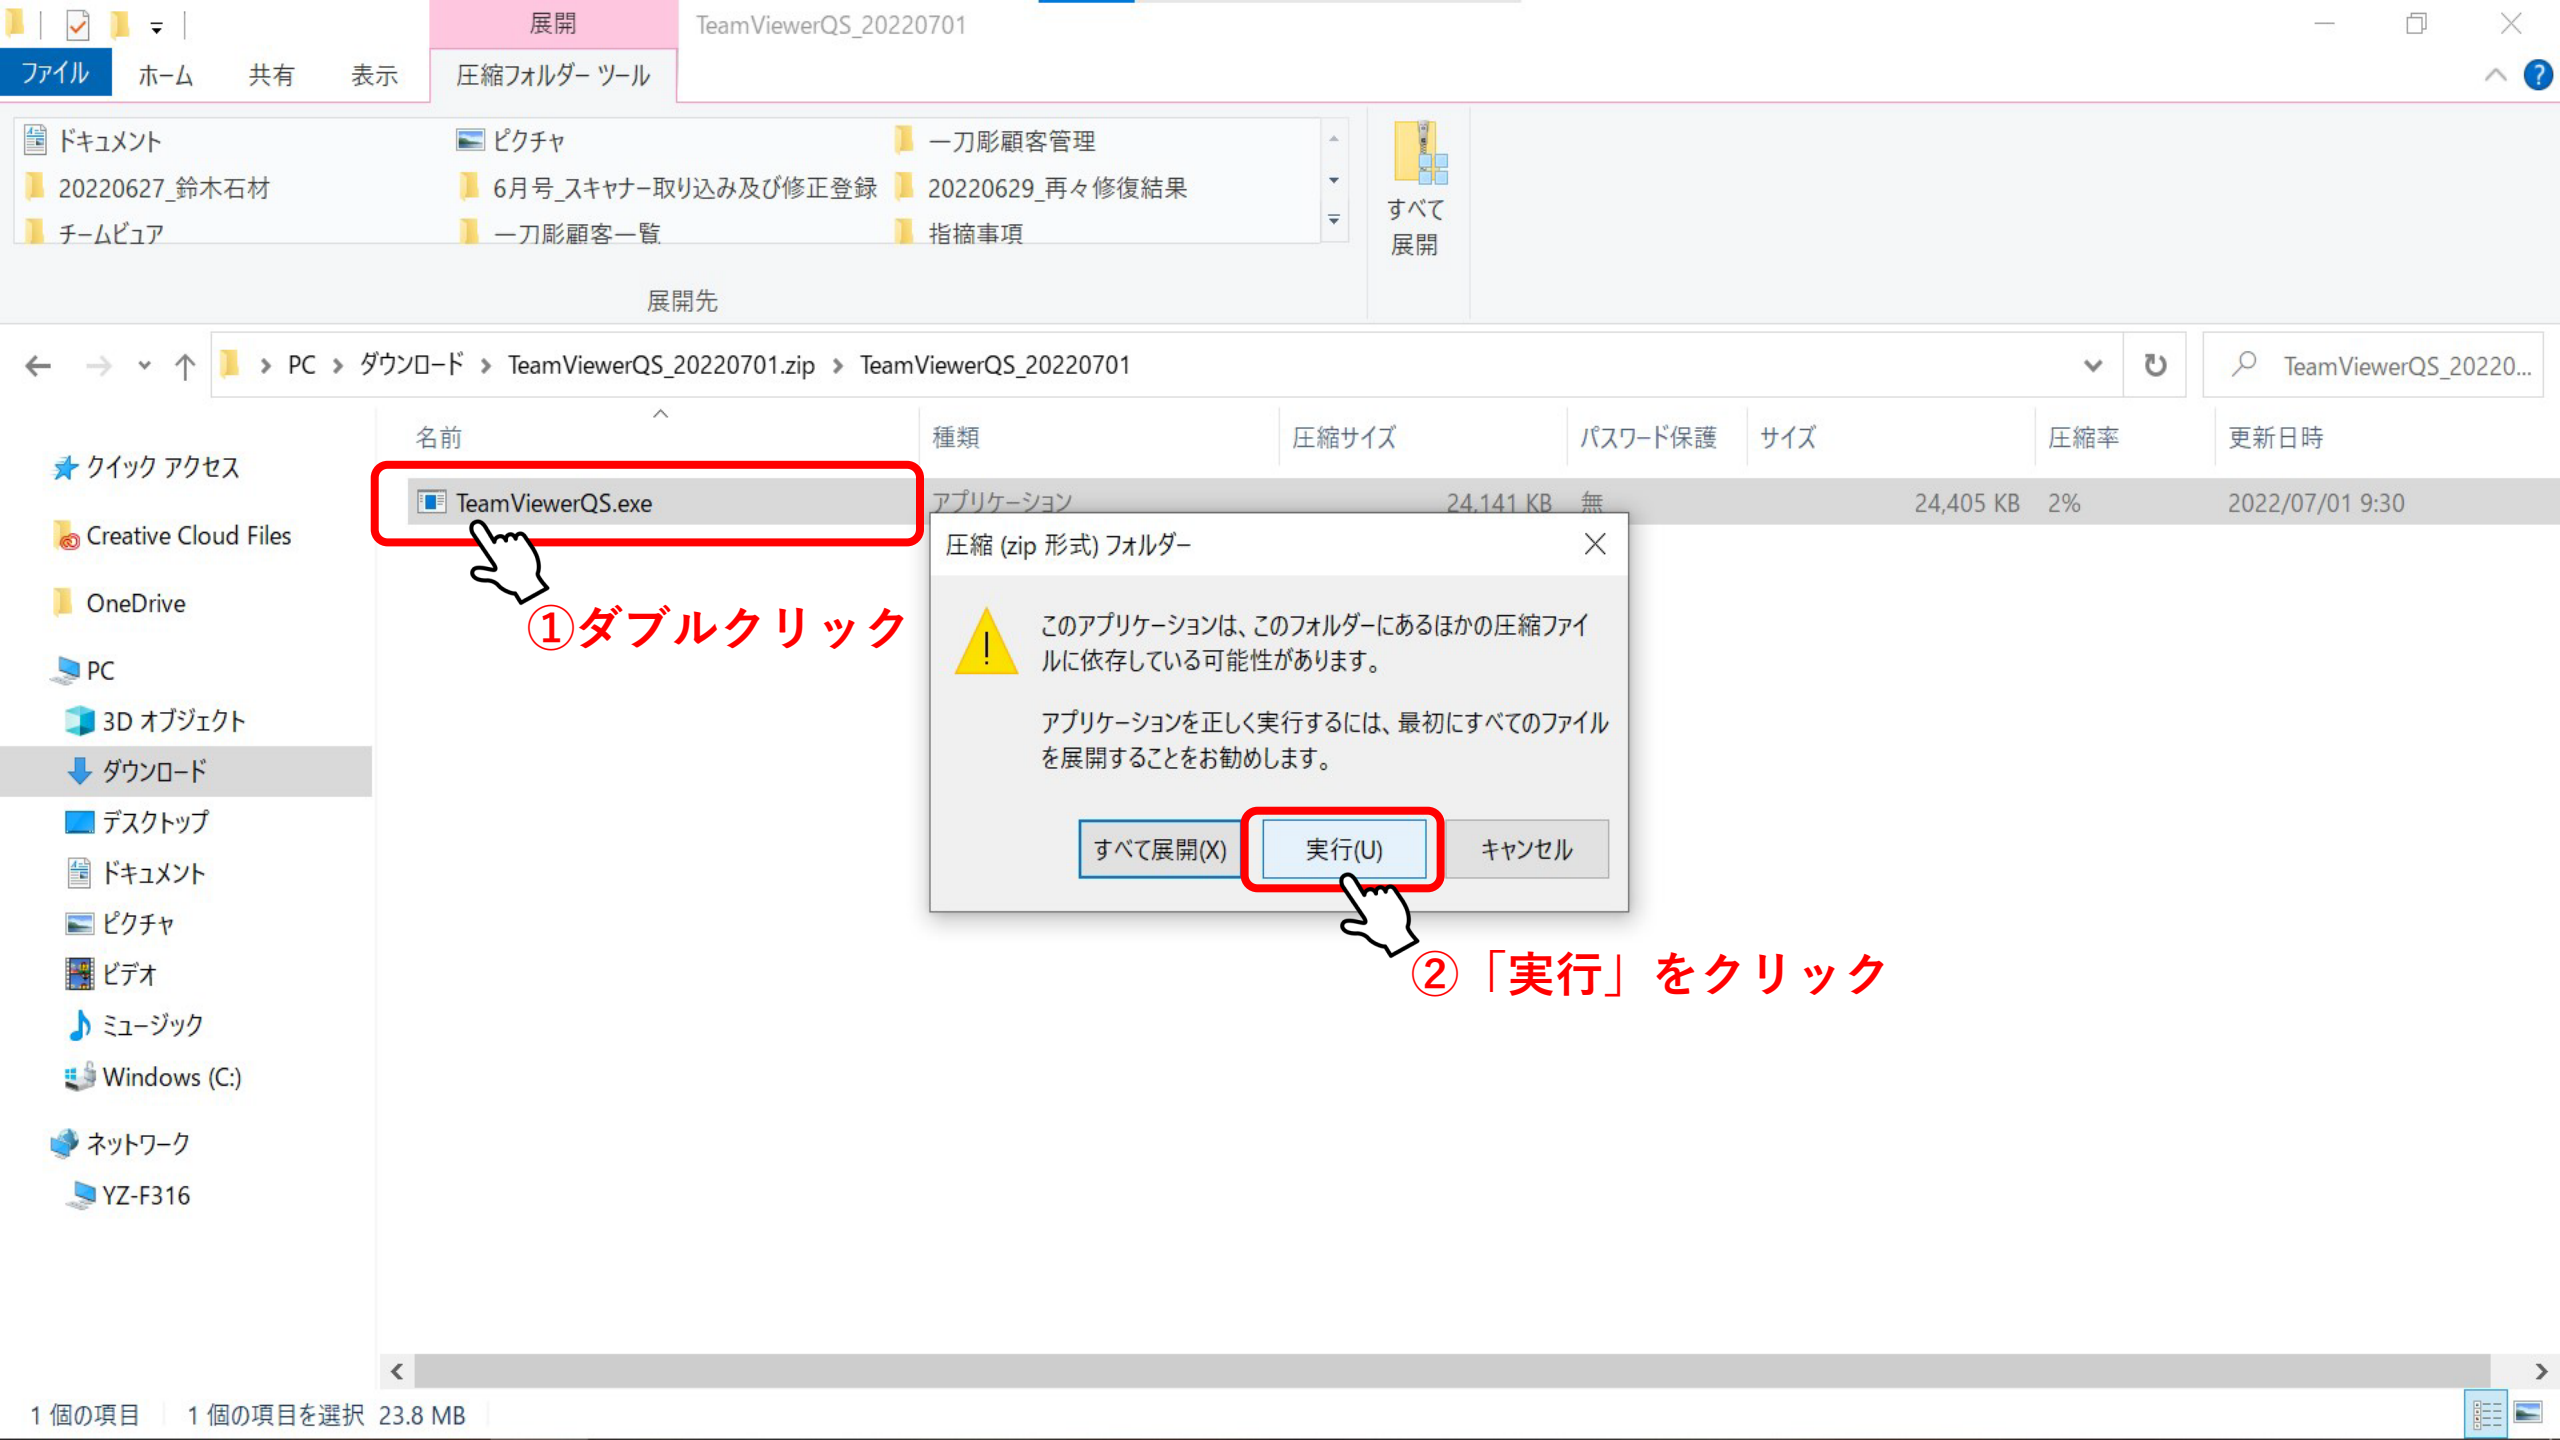 展開
TeamViewerQS_20220701
ファイル
ホーム
共有
表示
圧縮フォルダー ツール
ドキュメント
ピクチャ
一刀彫顧客管理
20220627_鈴木石材
6月号_スキャナー取り込み及び修正登録
20220629_再々修復結果
チームビュア
一刀彫顧客一覧
指摘事項
すべて
展開
展開先
PC > ダウンロード > TeamViewerQS_20220701.zip > TeamViewerQS_20220701
TeamViewerQS_20220...
名前
種類
圧縮サイズ
パスワード保護
サイズ
圧縮率
更新日時
TeamViewerQS.exe
アプリケーション
24,141 KB
無
24,405 KB
2%
2022/07/01 9:30
クイック アクセス
Creative Cloud Files
OneDrive
PC
3D オブジェクト
ダウンロード
デスクトップ
ドキュメント
ピクチャ
ビデオ
ミュージック
Windows (C:)
ネットワーク
YZ-F316
①ダブルクリック
圧縮 (zip 形式) フォルダー
このアプリケーションは、このフォルダーにあるほかの圧縮ファイ
ルに依存している可能性があります。
アプリケーションを正しく実行するには、最初にすべてのファイル
を展開することをお勧めします。
すべて展開(X)
実行(U)
キャンセル
②「実行」をクリック
1 個の項目
1 個の項目を選択 23.8 MB